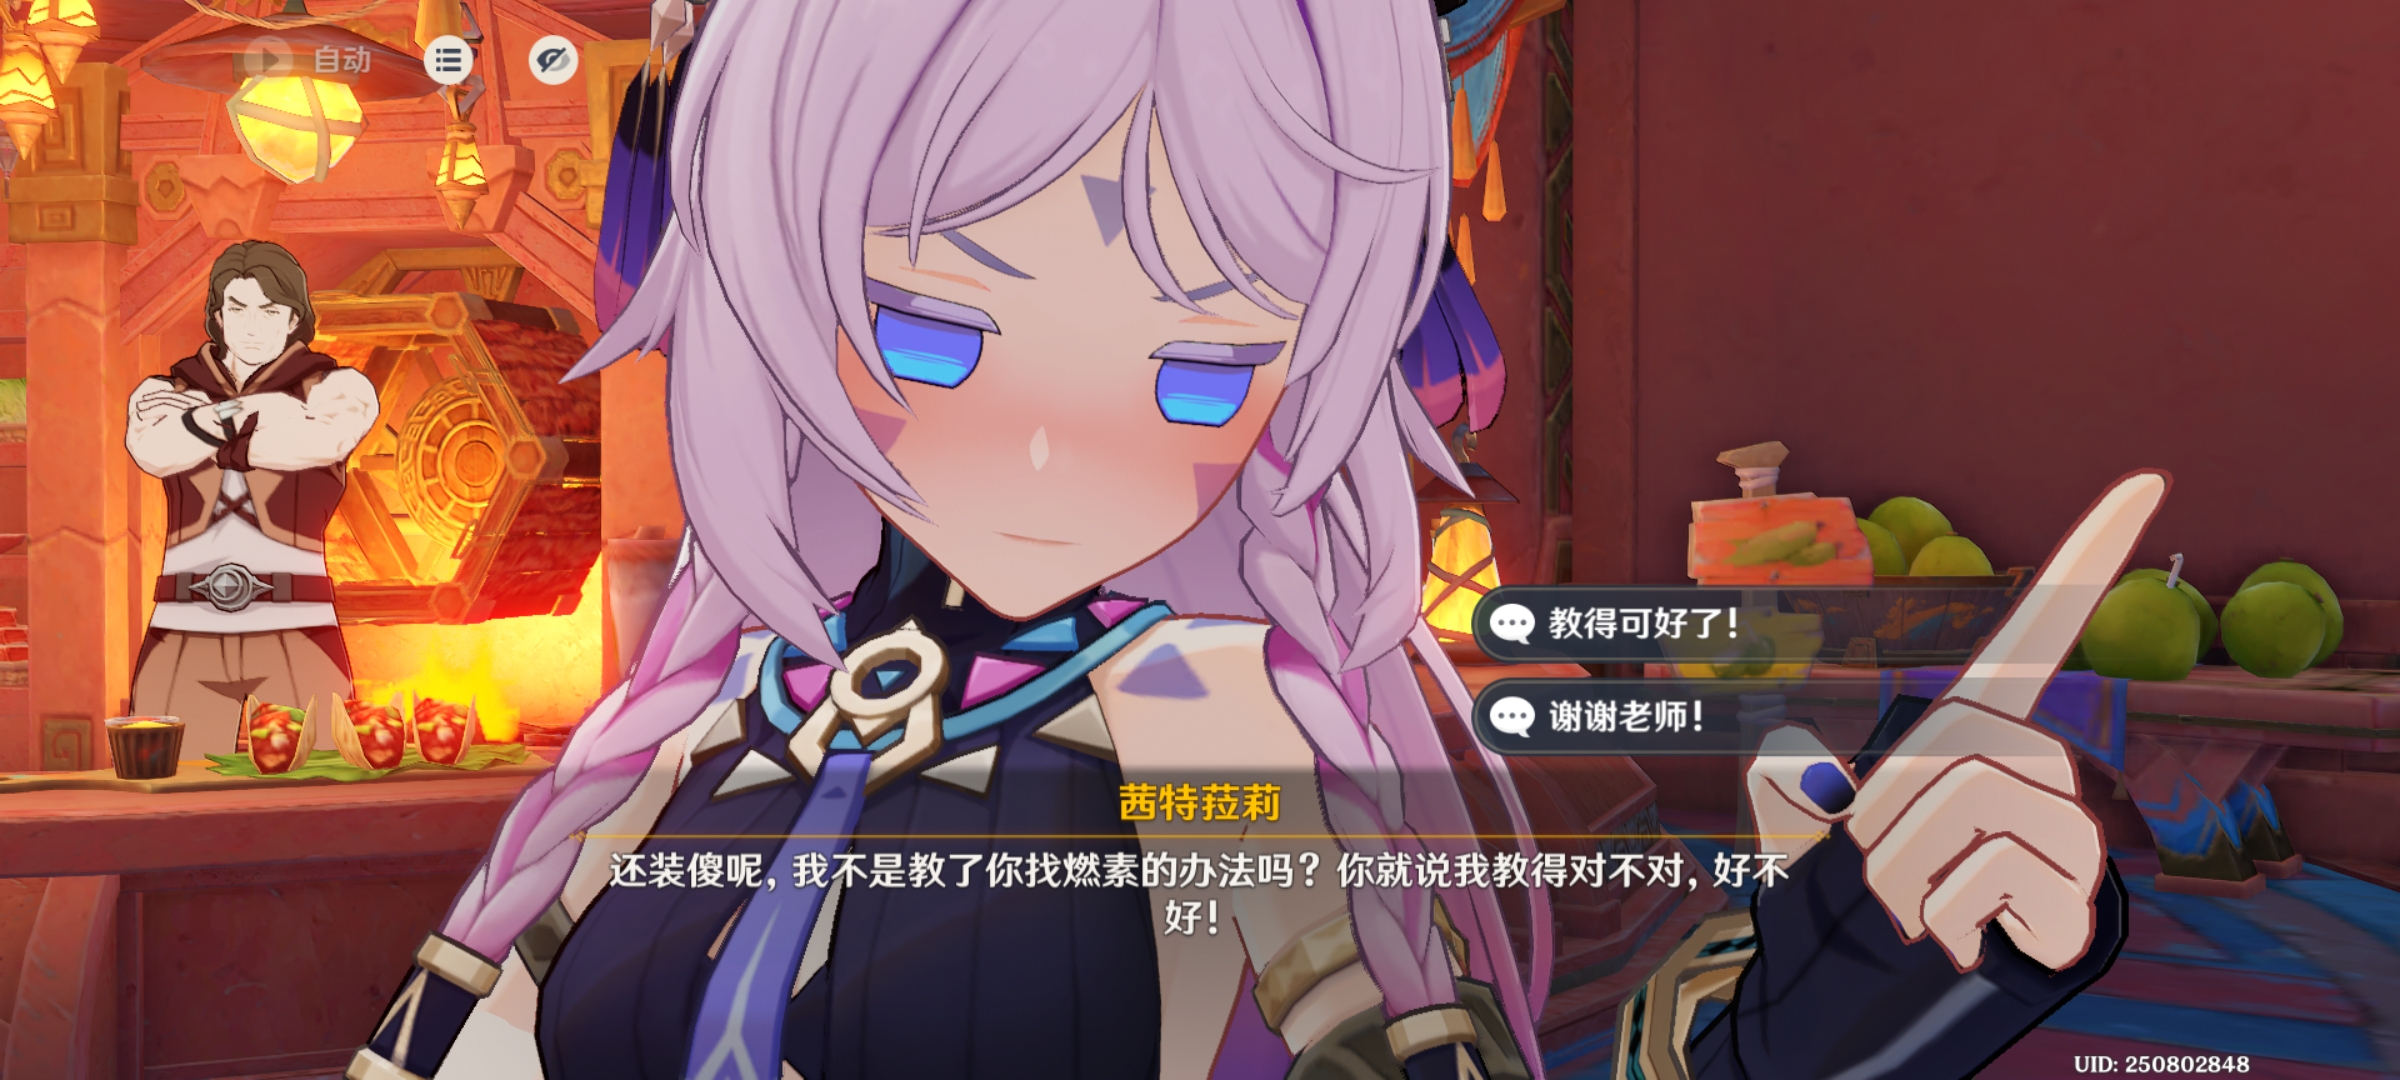 自动
教得可好了！
谢谢老师！
茜特菈莉
还装傻呢，我不是教了你找燃素的办法吗？你就说我教得对不对，好不
好！
UID: 250802848